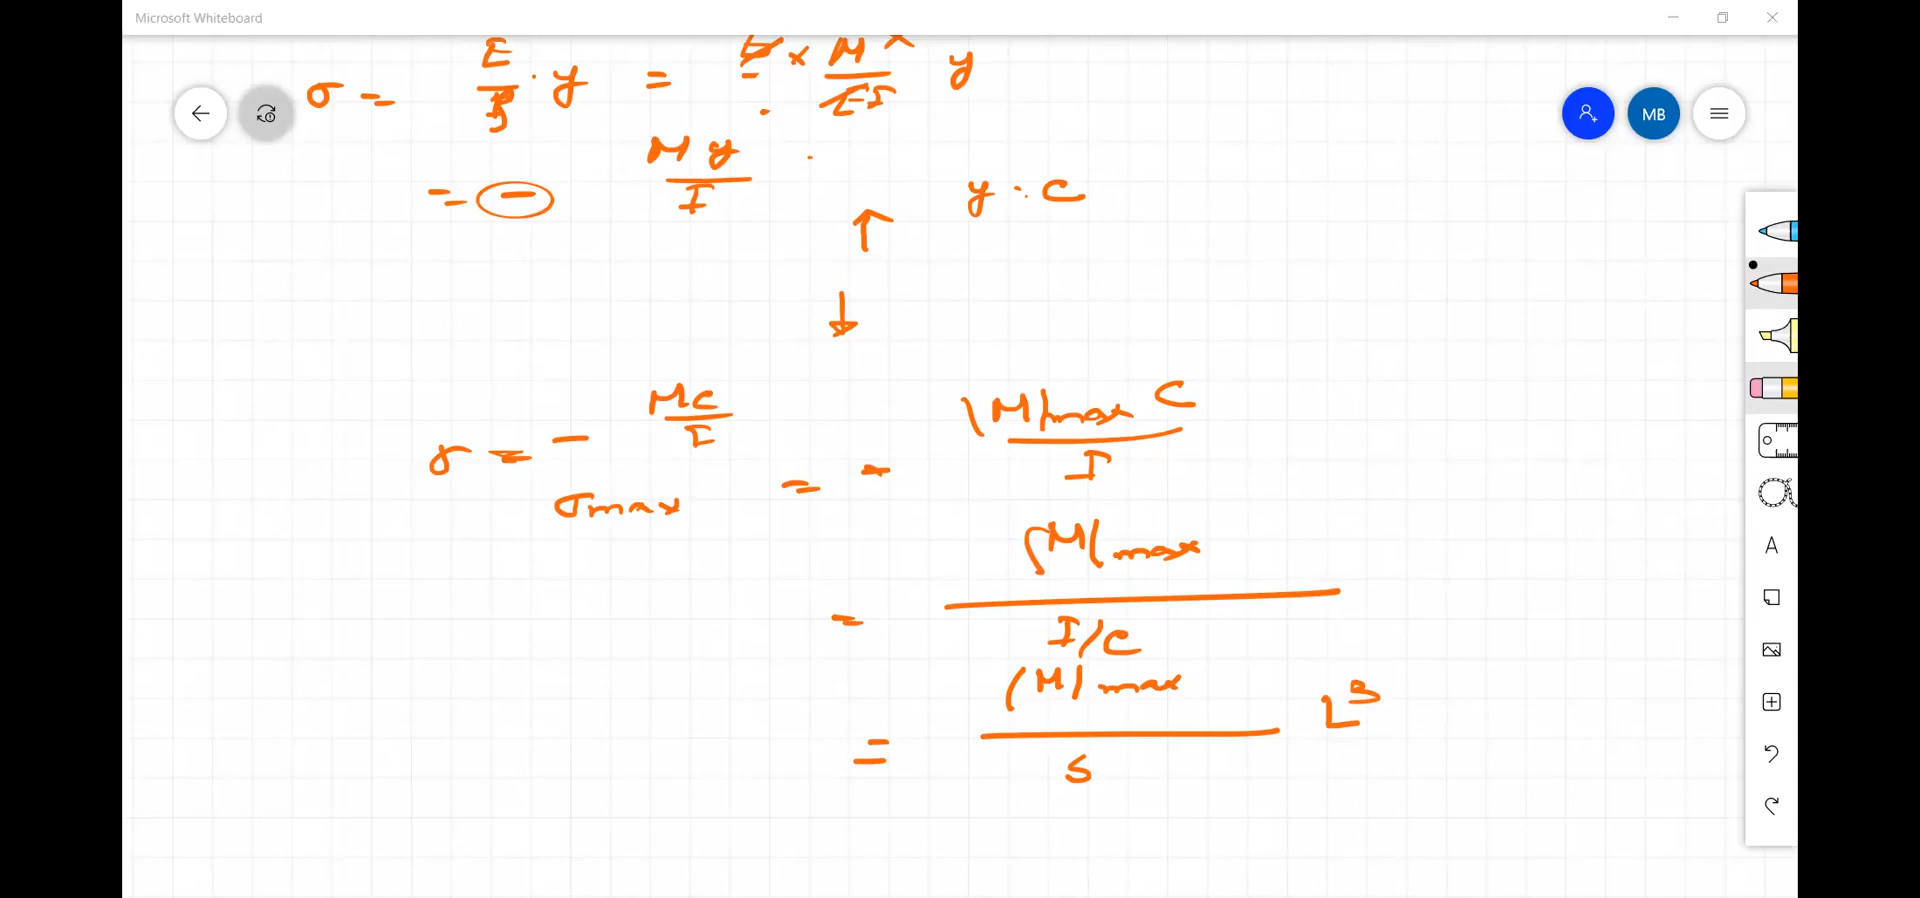 Microsoft Whiteboard
σ = E/ρ · y = - E × M/EI y
MB
= - My/I
y : C
σ = - MC/I
σmax = - |M|max C / I
= |M|max / I/C
= |M|max / S L³
A